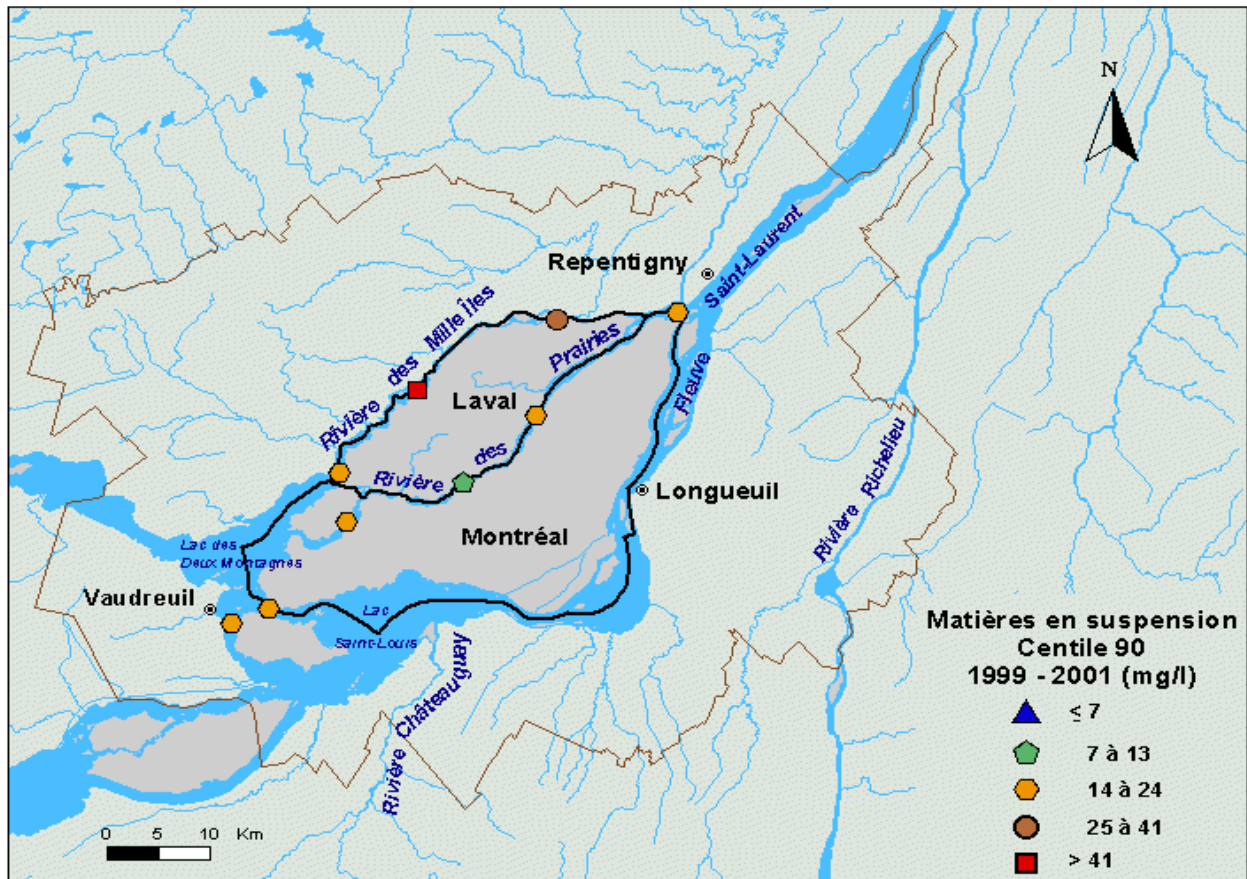 N
Repentigny
Saint-Laurent
Fleuve
Rivière des Mille Îles
Prairies
des
Rivière
Laval
Longueuil
Montréal
Rivière Richelieu
Lac des
Deux Montagnes
Vaudreuil
Lac
Saint-Louis
Rivière Châteauguay
Matières en suspension
Centile 90
1999 - 2001 (mg/l)
≤ 7
7 à 13
14 à 24
25 à 41
> 41
0 5 10 Km